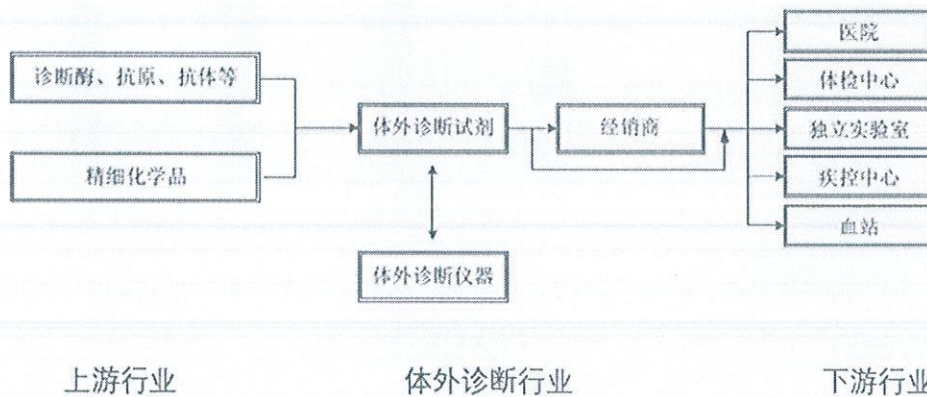 诊断酶、抗原、抗体等
精细化学品
体外诊断试剂
体外诊断仪器
经销商
医院
体检中心
独立实验室
疾控中心
血站
上游行业
体外诊断行业
下游行业